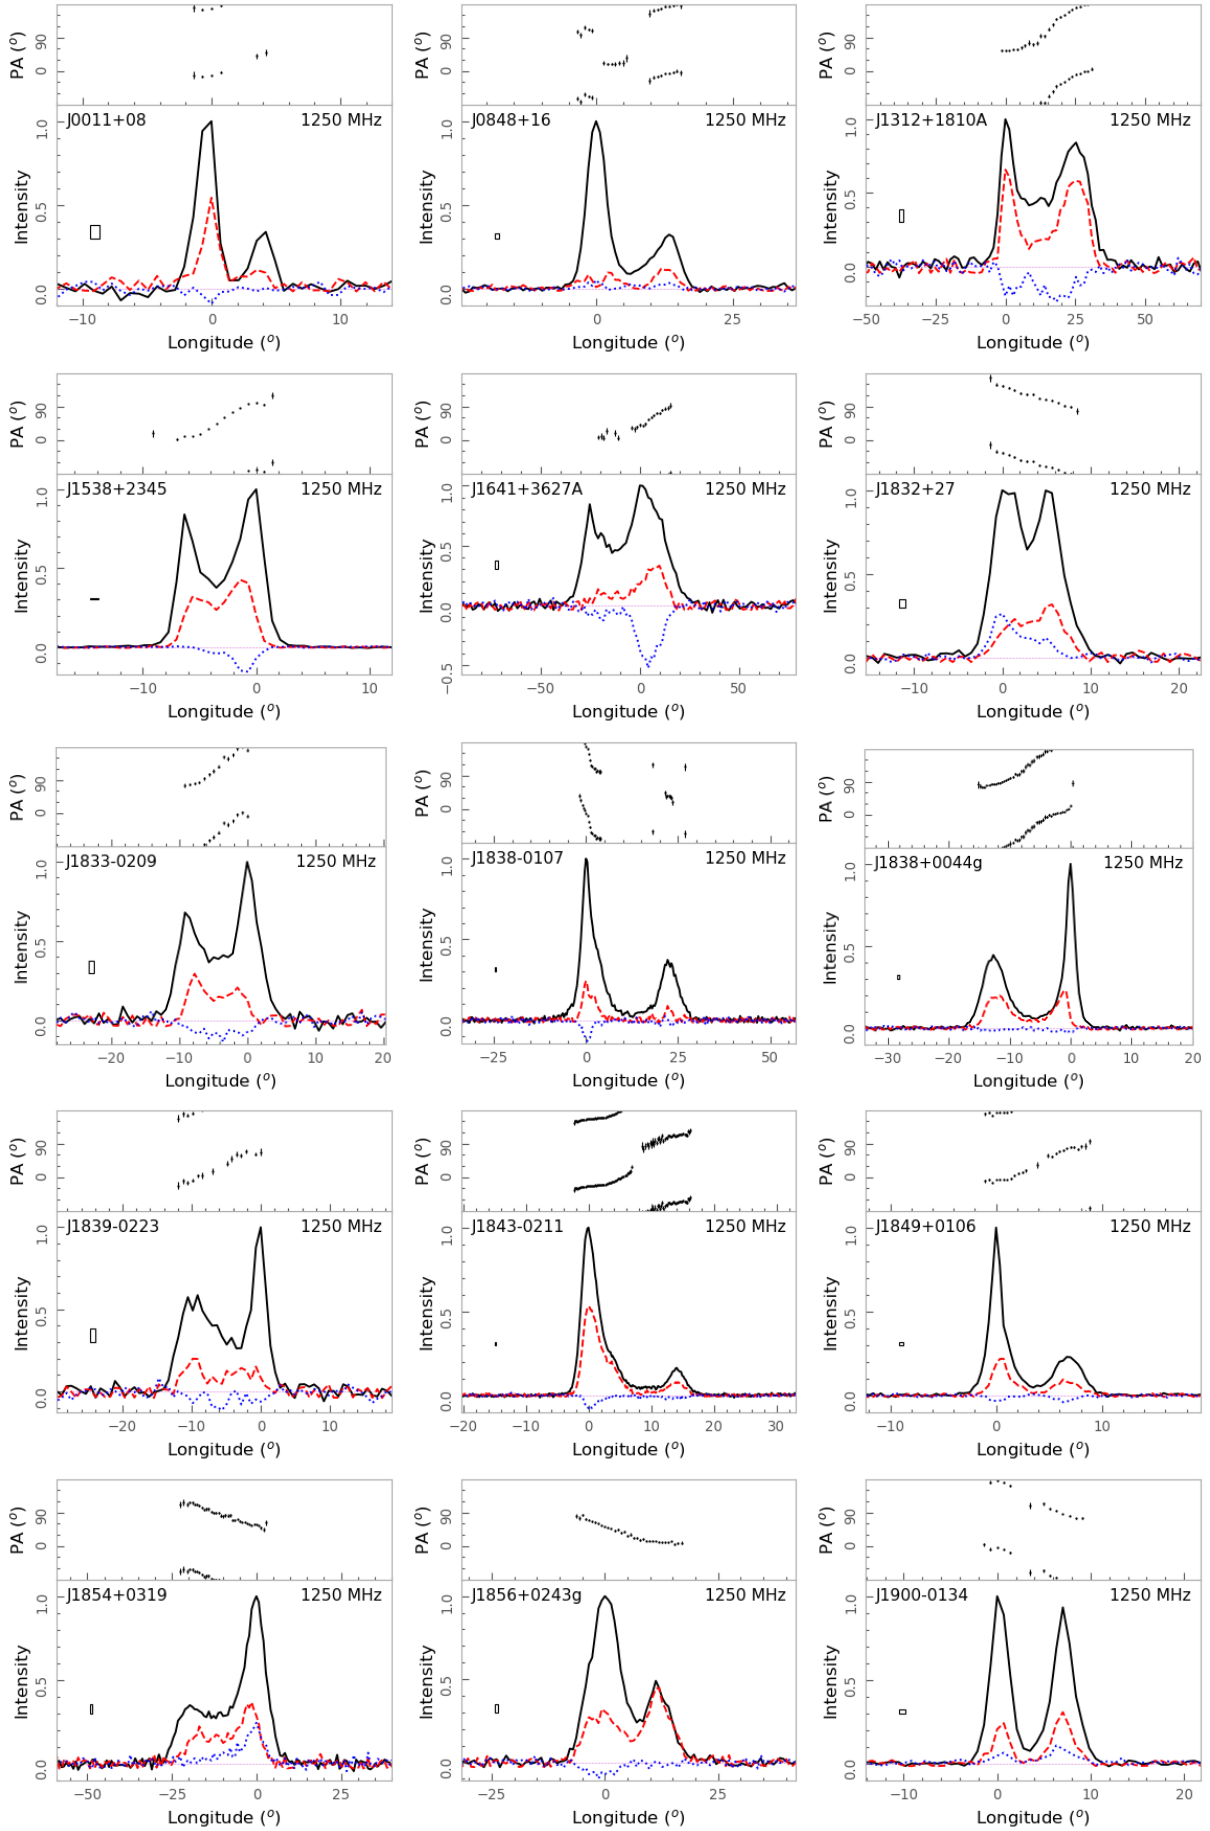 PA (°) 90 0
J0011+08 1250 MHz
Intensity 1.0 0.5 0.0
−10 0 10
Longitude (°)
PA (°) 90 0
J0848+16 1250 MHz
Intensity 1.0 0.5 0.0
0 25
Longitude (°)
PA (°) 90 0
J1312+1810A 1250 MHz
Intensity 1.0 0.5 0.0
−50 −25 0 25 50
Longitude (°)
PA (°) 90 0
J1538+2345 1250 MHz
Intensity 1.0 0.5 0.0
−10 0 10
Longitude (°)
PA (°) 90 0
J1641+3627A 1250 MHz
Intensity 1.0 0.5 0.0 −0.5
−50 0 50
Longitude (°)
PA (°) 90 0
J1832+27 1250 MHz
Intensity 1.0 0.5 0.0
−10 0 10 20
Longitude (°)
PA (°) 90 0
J1833-0209 1250 MHz
Intensity 1.0 0.5 0.0
−20 −10 0 10 20
Longitude (°)
PA (°) 90 0
J1838-0107 1250 MHz
Intensity 1.0 0.5 0.0
−25 0 25 50
Longitude (°)
PA (°) 90 0
J1838+0044g 1250 MHz
Intensity 1.0 0.5 0.0
−30 −20 −10 0 10 20
Longitude (°)
PA (°) 90 0
J1839-0223 1250 MHz
Intensity 1.0 0.5 0.0
−20 −10 0 10
Longitude (°)
PA (°) 90 0
J1843-0211 1250 MHz
Intensity 1.0 0.5 0.0
−20 −10 0 10 20 30
Longitude (°)
PA (°) 90 0
J1849+0106 1250 MHz
Intensity 1.0 0.5 0.0
−10 0 10
Longitude (°)
PA (°) 90 0
J1854+0319 1250 MHz
Intensity 1.0 0.5 0.0
−50 −25 0 25
Longitude (°)
PA (°) 90 0
J1856+0243g 1250 MHz
Intensity 1.0 0.5 0.0
−25 0 25
Longitude (°)
PA (°) 90 0
J1900-0134 1250 MHz
Intensity 1.0 0.5 0.0
−10 0 10 20
Longitude (°)